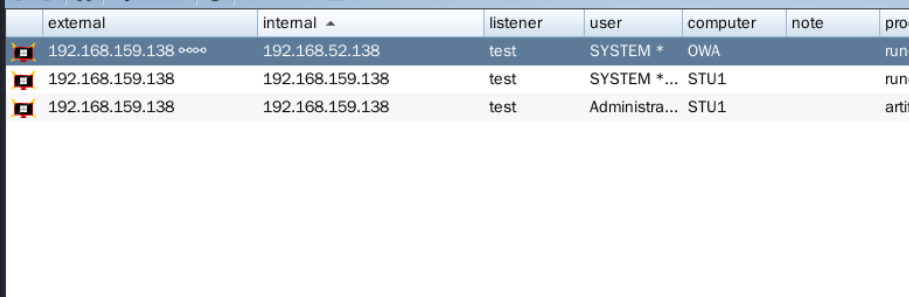 external internal listener user computer note pro
192.168.159.138 192.168.52.138 test SYSTEM * OWA run
192.168.159.138 192.168.159.138 test SYSTEM *... STU1 run
192.168.159.138 192.168.159.138 test Administra... STU1 artif